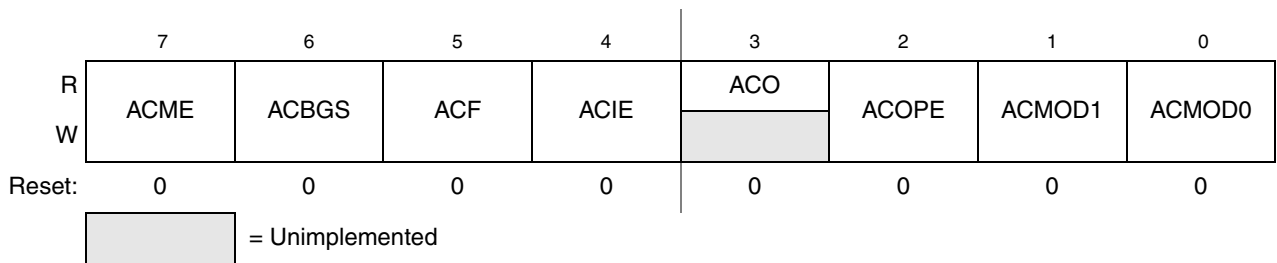 7 6 5 4 3 2 1 0
R ACME ACBGS ACF ACIE ACO ACOPE ACMOD1 ACMOD0
W
Reset: 0 0 0 0 0 0 0 0
= Unimplemented